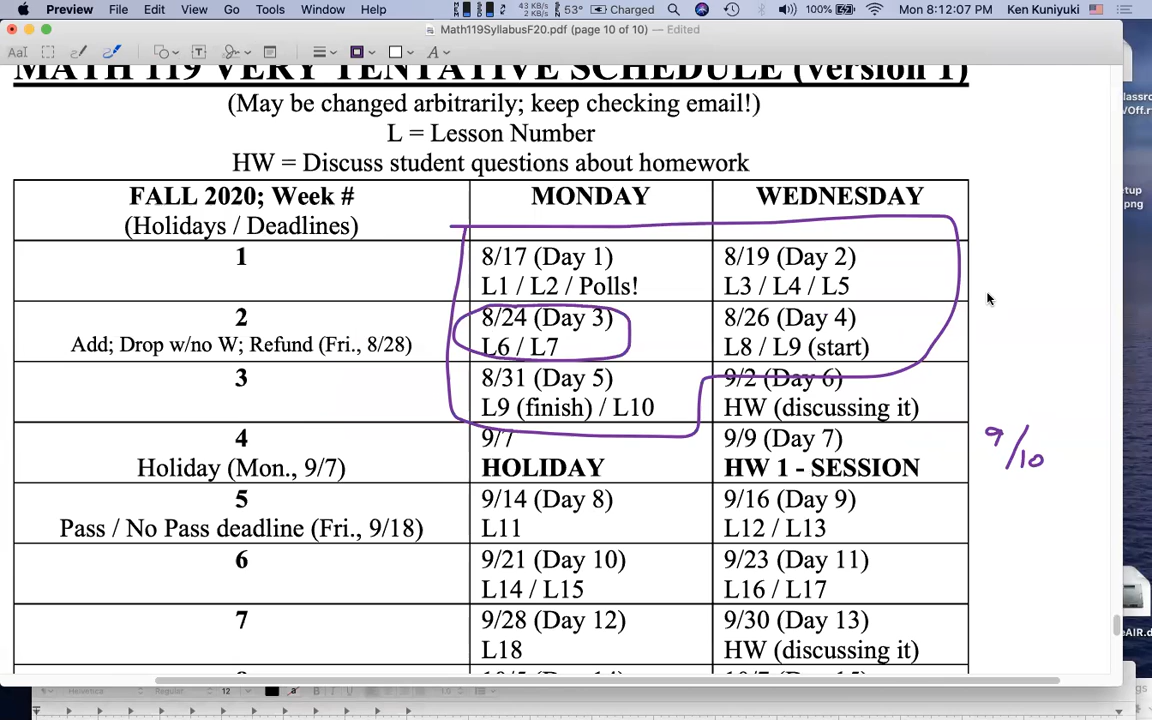 Preview File Edit View Go Tools Window Help 43 KB/s 2 KB/s 53° Charged 100% Mon 8:12:07 PM Ken Kuniyuki
Math119SyllabusF20.pdf (page 10 of 10) — Edited
MATH 119 VERY TENTATIVE SCHEDULE (Version 1)
(May be changed arbitrarily; keep checking email!)
L = Lesson Number
HW = Discuss student questions about homework
FALL 2020; Week # MONDAY WEDNESDAY
(Holidays / Deadlines)
1 8/17 (Day 1) 8/19 (Day 2)
L1 / L2 / Polls! L3 / L4 / L5
2 8/24 (Day 3) 8/26 (Day 4)
Add; Drop w/no W; Refund (Fri., 8/28) L6 / L7 L8 / L9 (start)
3 8/31 (Day 5) 9/2 (Day 6)
L9 (finish) / L10 HW (discussing it)
4 9/7 9/9 (Day 7)
Holiday (Mon., 9/7) HOLIDAY HW 1 - SESSION
9/10
5 9/14 (Day 8) 9/16 (Day 9)
Pass / No Pass deadline (Fri., 9/18) L11 L12 / L13
6 9/21 (Day 10) 9/23 (Day 11)
L14 / L15 L16 / L17
7 9/28 (Day 12) 9/30 (Day 13)
L18 HW (discussing it)
Helvetica Regular 12